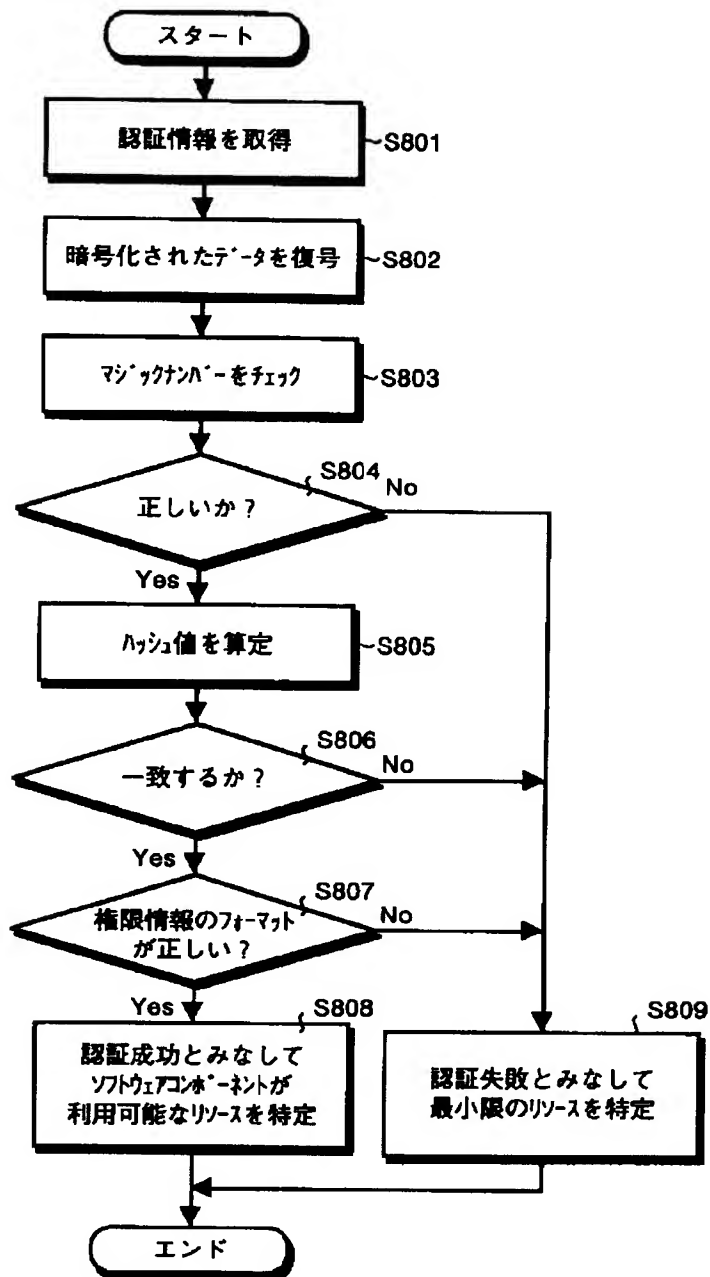 スタート
認証情報を取得
S801
暗号化されたデータを復号
S802
マジックナンバーをチェック
S803
S804
正しいか？
No
Yes
ハッシュ値を算定
S805
S806
一致するか？
No
Yes
S807
権限情報のフォーマット
が正しい？
No
Yes
S808
認証成功とみなして
ソフトウェアコンポーネントが
利用可能なリソースを特定
S809
認証失敗とみなして
最小限のリソースを特定
エンド